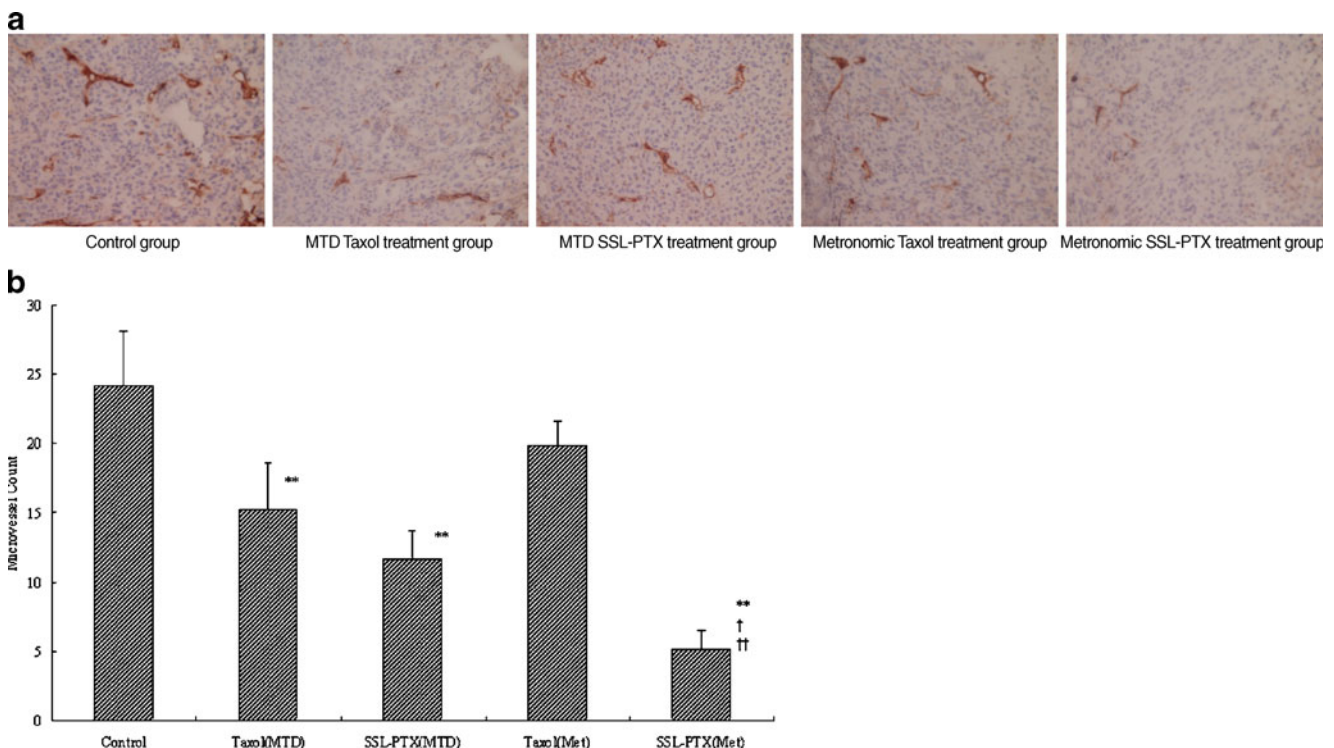 a
Control group
MTD Taxol treatment group
MTD SSL-PTX treatment group
Metronomic Taxol treatment group
Metronomic SSL-PTX treatment group
b
Microvessel Count
30
25
20
15
10
5
0
**
**
**
†
††
Control
Taxol(MTD)
SSL-PTX(MTD)
Taxol(Met)
SSL-PTX(Met)